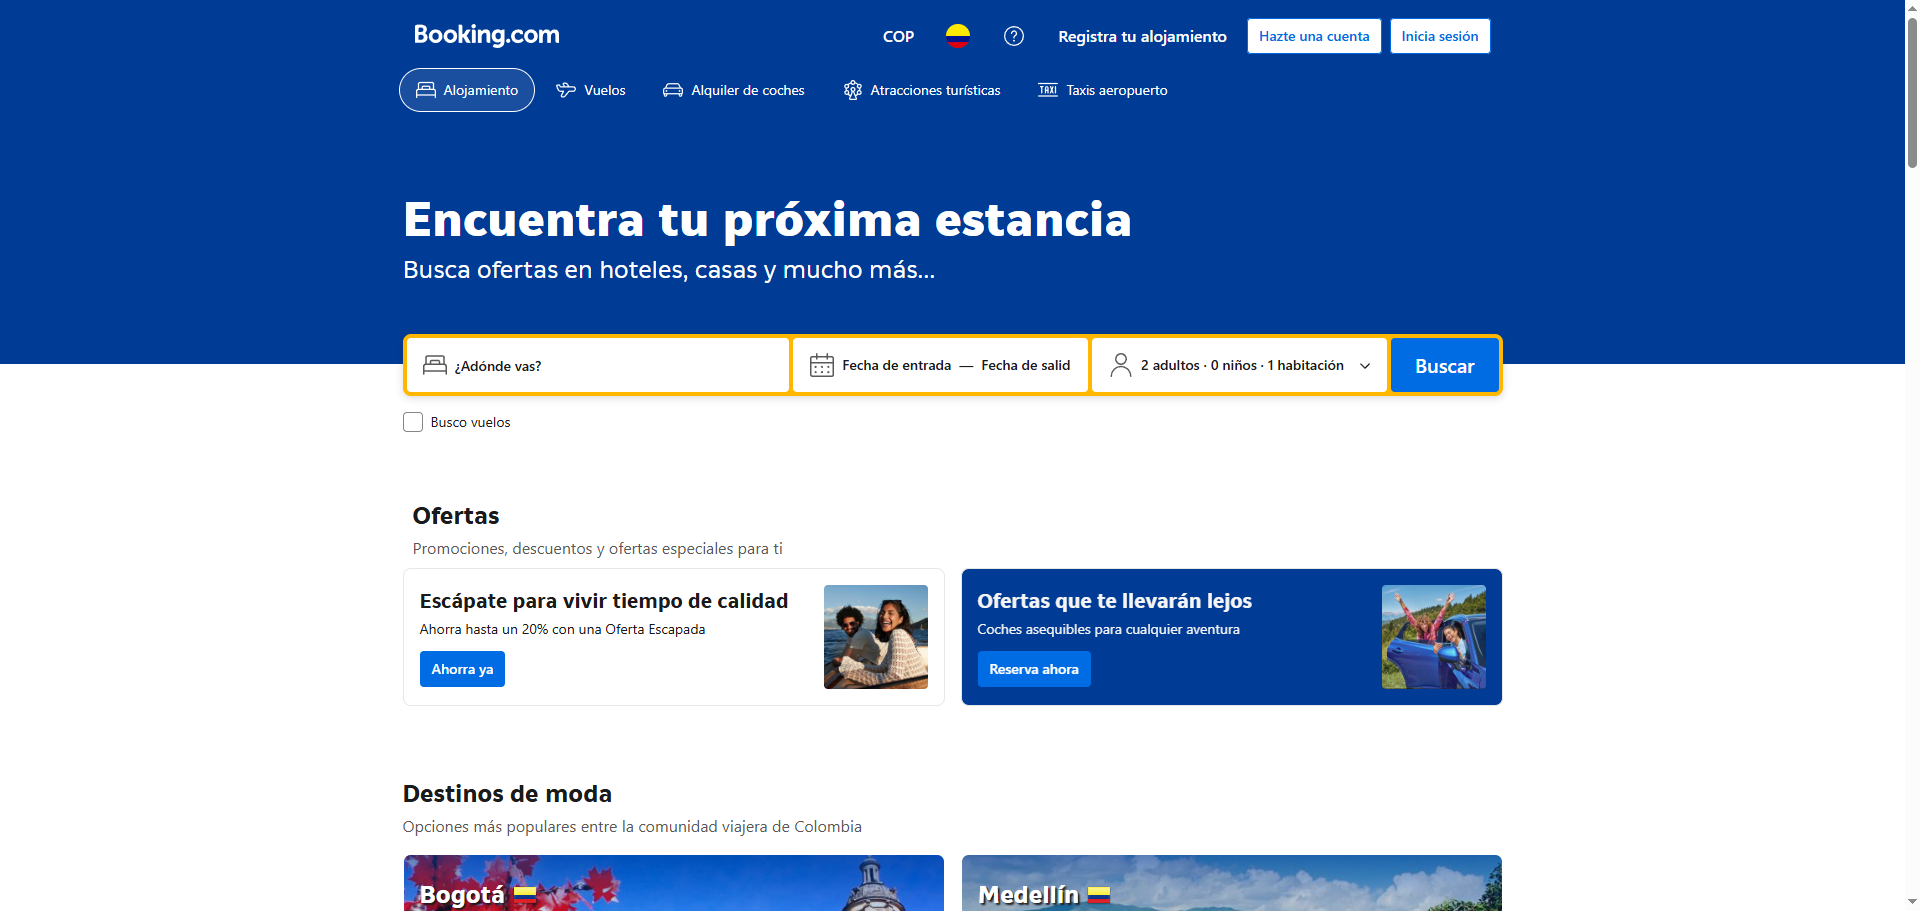 Booking.com
COP
Registra tu alojamiento
Hazte una cuenta
Inicia sesión
Alojamiento
Vuelos
Alquiler de coches
Atracciones turísticas
TAXI
Taxis aeropuerto
Encuentra tu próxima estancia
Busca ofertas en hoteles, casas y mucho más...
¿Adónde vas?
Fecha de entrada — Fecha de salid
2 adultos · 0 niños · 1 habitación
Buscar
Busco vuelos
Ofertas
Promociones, descuentos y ofertas especiales para ti
Escápate para vivir tiempo de calidad
Ahorra hasta un 20% con una Oferta Escapada
Ahorra ya
Ofertas que te llevarán lejos
Coches asequibles para cualquier aventura
Reserva ahora
Destinos de moda
Opciones más populares entre la comunidad viajera de Colombia
Bogotá
Medellín